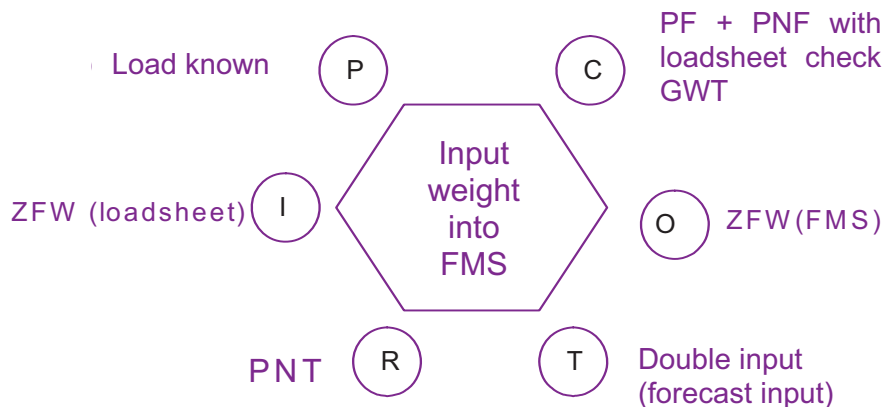 Load known
P
C
PF + PNF with
loadsheet check
GWT
ZFW (loadsheet)
I
Input
weight
into
FMS
O
ZFW(FMS)
PNT
R
T
Double input
(forecast input)